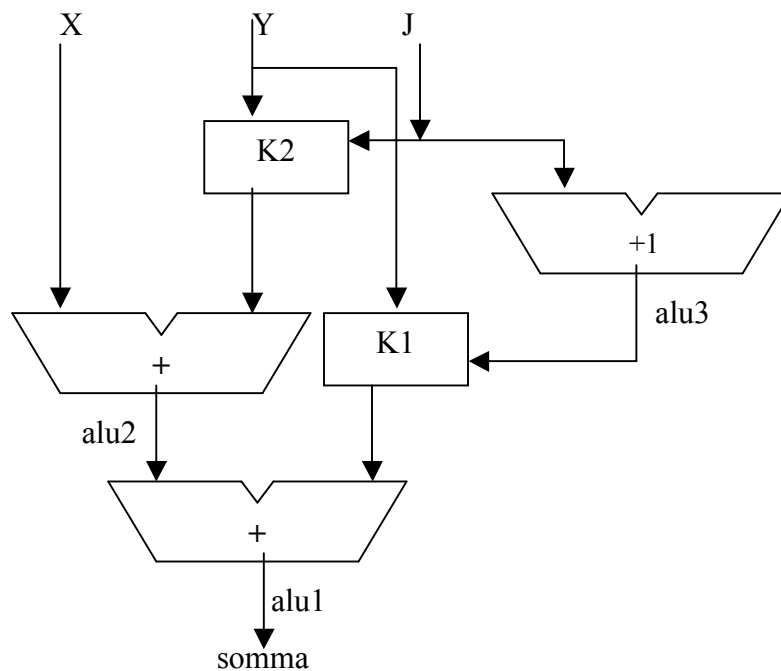 X Y J
K2
+1
alu3
K1
+
alu2
+
alu1
somma